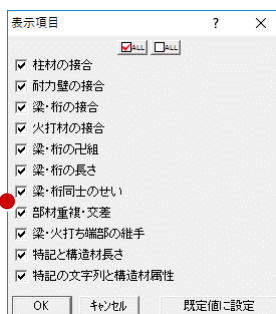 表示項目 ? ×
ALL ALL
柱材の接合
耐力壁の接合
梁・桁の接合
火打材の接合
梁・桁の卍組
梁・桁の長さ
梁・桁同士のせい
部材重複・交差
梁・火打ち端部の継手
特記と構造材長さ
特記の文字列と構造材属性
OK キャンセル 既定値に設定